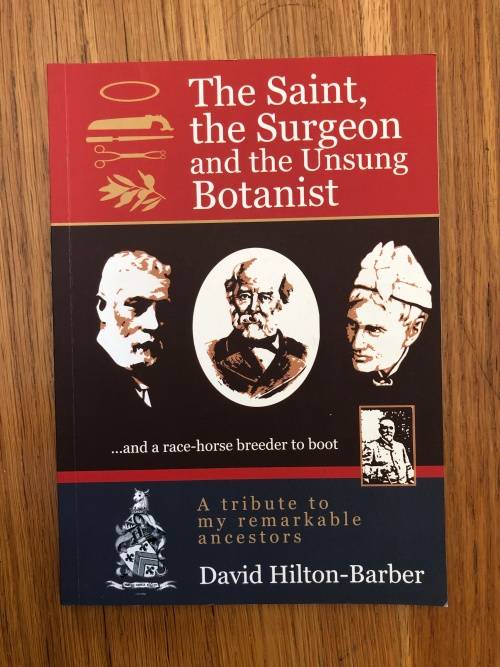 The Saint,
the Surgeon
and the Unsung
Botanist
...and a race-horse breeder to boot
A tribute to
my remarkable
ancestors
David Hilton-Barber